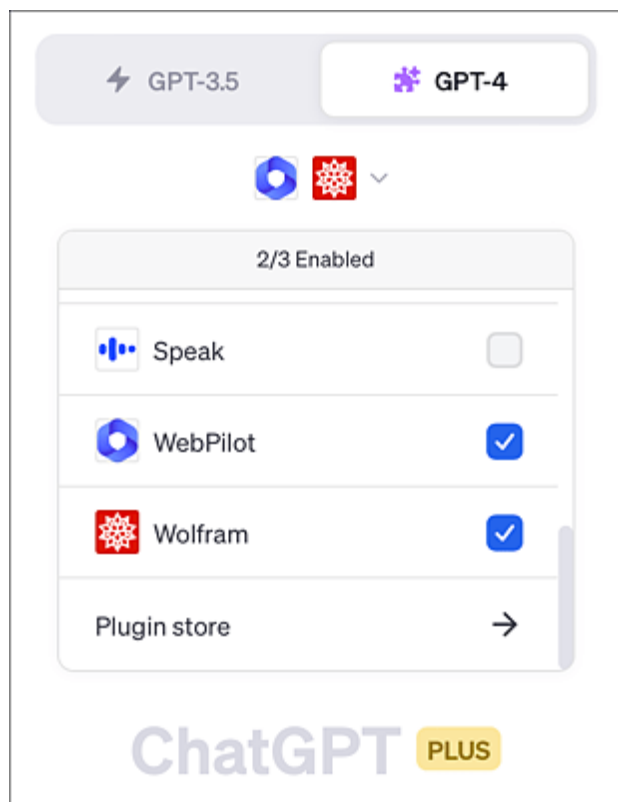 GPT-3.5 GPT-4
2/3 Enabled
Speak
WebPilot
Wolfram
Plugin store
ChatGPT PLUS